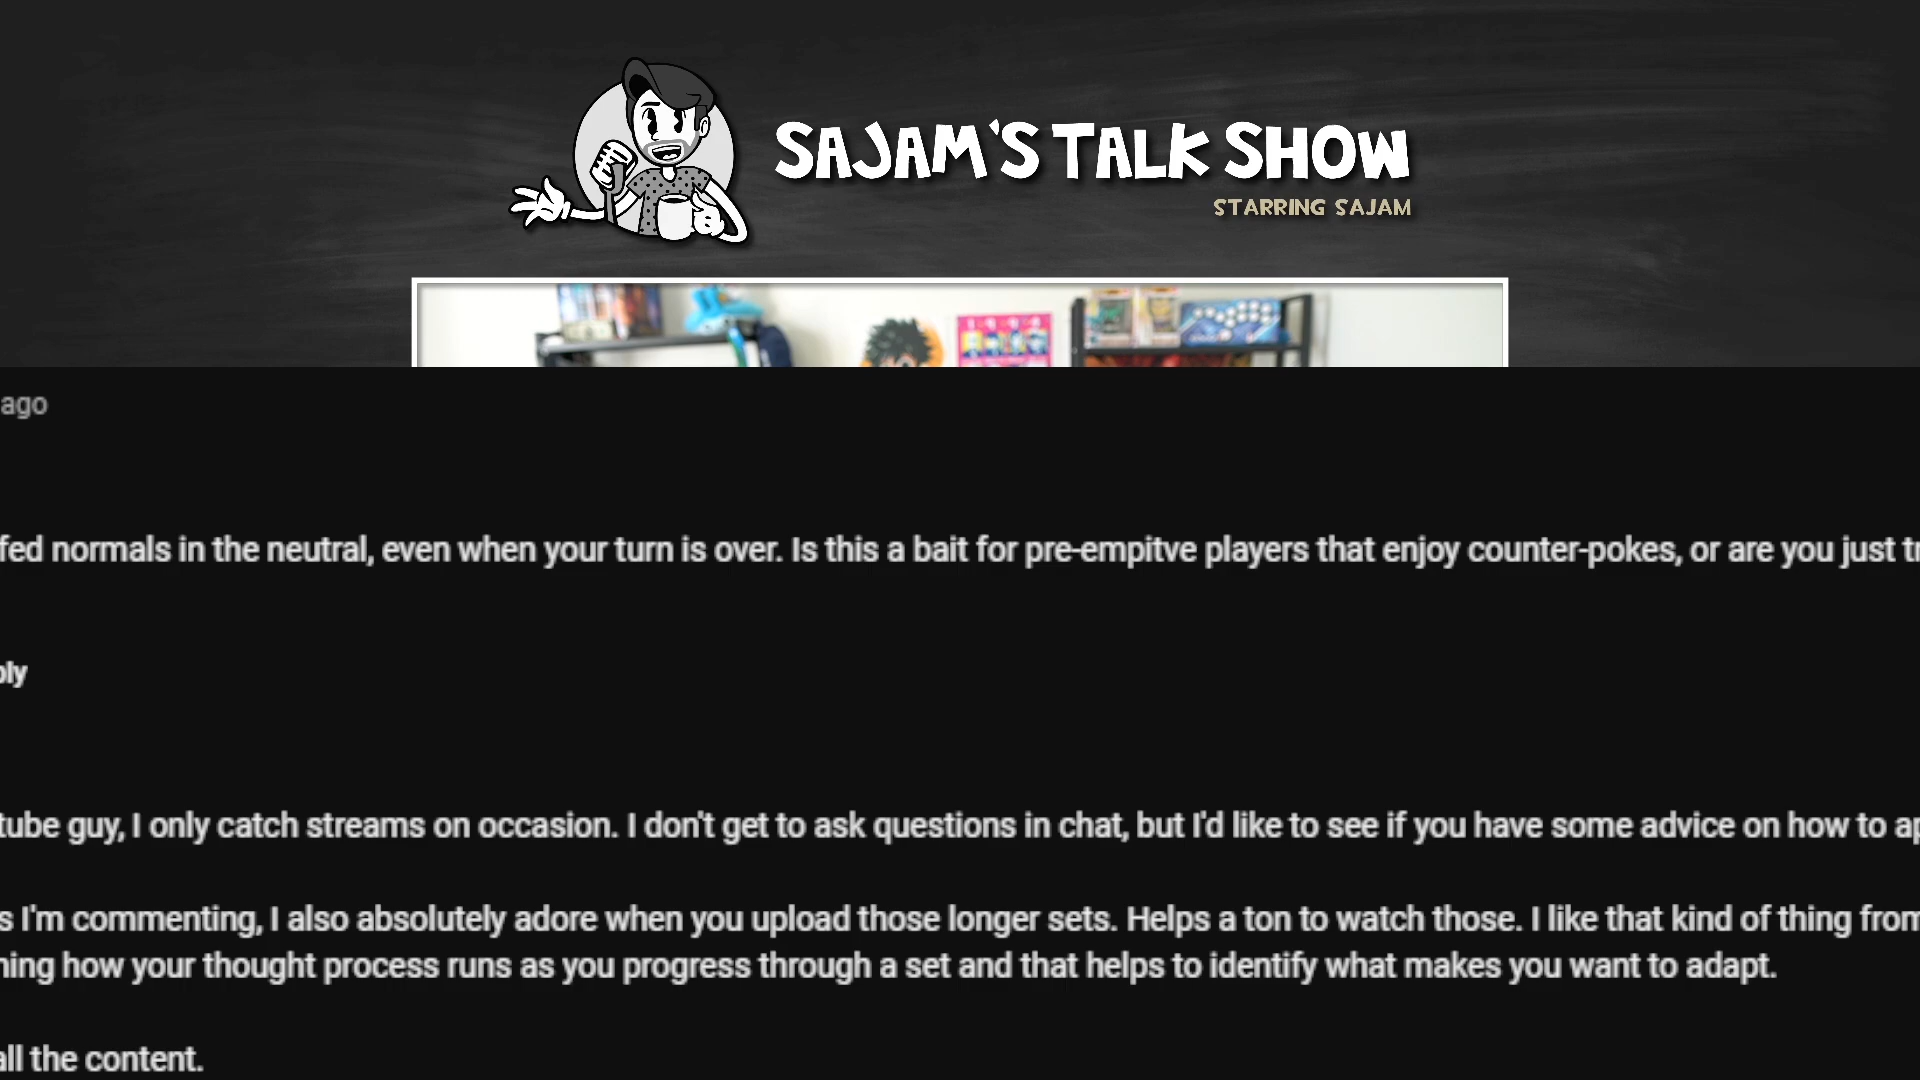 SAJAM'S TALK SHOW
STARRING SAJAM
1994
ago
fed normals in the neutral, even when your turn is over. Is this a bait for pre-empitve players that enjoy counter-pokes, or are you just tr
ply
tube guy, I only catch streams on occasion. I don't get to ask questions in chat, but I'd like to see if you have some advice on how to ap
s I'm commenting, I also absolutely adore when you upload those longer sets. Helps a ton to watch those. I like that kind of thing from
ning how your thought process runs as you progress through a set and that helps to identify what makes you want to adapt.
all the content.